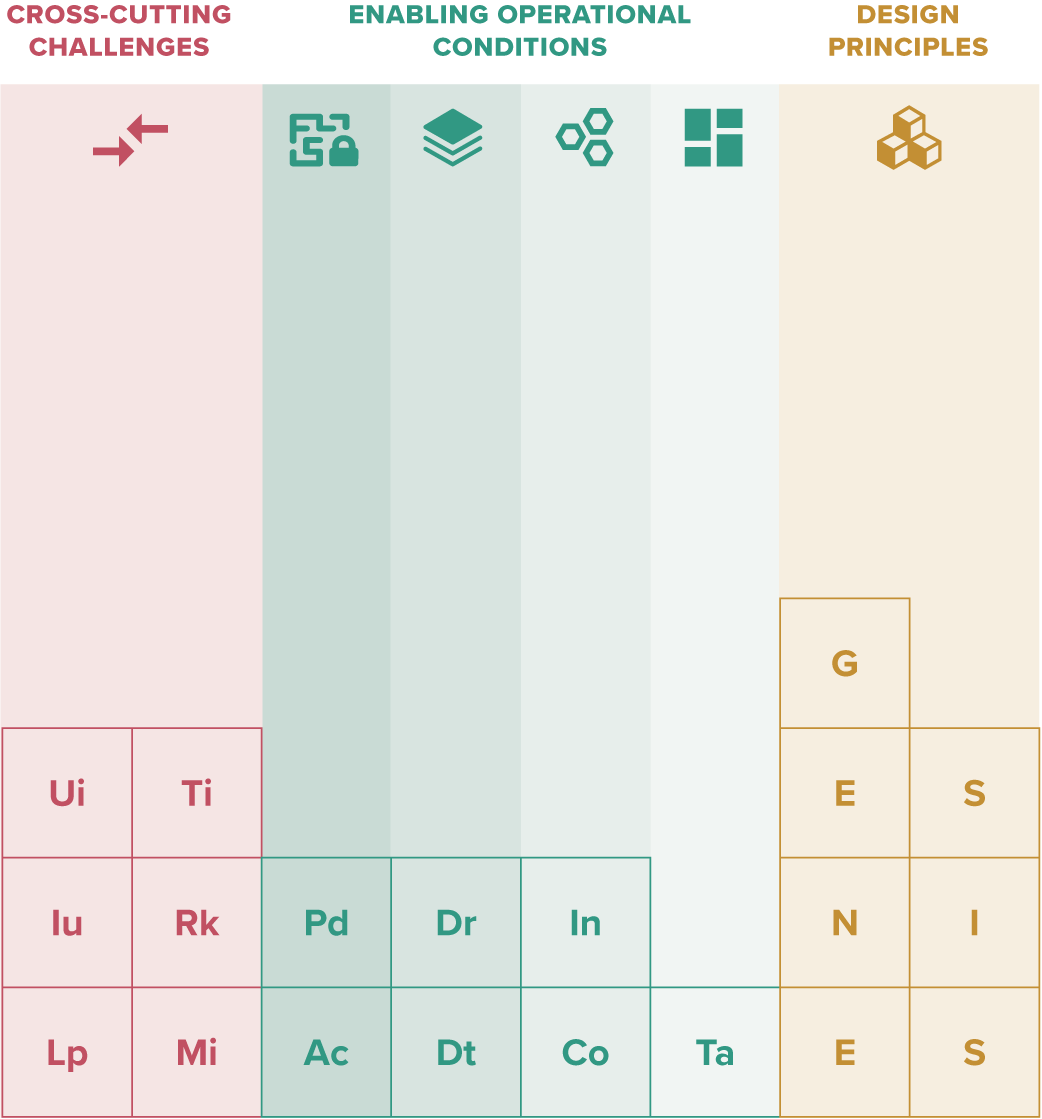 CROSS-CUTTING
CHALLENGES
ENABLING OPERATIONAL
CONDITIONS
DESIGN
PRINCIPLES
G
Ui Ti E S
Iu Rk Pd Dr In N I
Lp Mi Ac Dt Co Ta E S